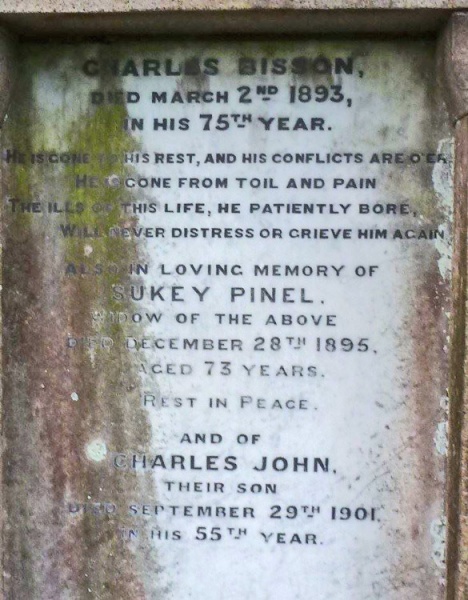 CHARLES BISSON,
DIED MARCH 2ND 1893,
IN HIS 75TH YEAR.
HE IS GONE TO HIS REST, AND HIS CONFLICTS ARE O'ER
HE IS GONE FROM TOIL AND PAIN
THE ILLS OF THIS LIFE, HE PATIENTLY BORE,
WILL NEVER DISTRESS OR GRIEVE HIM AGAIN
ALSO IN LOVING MEMORY OF
SUKEY PINEL.
WIDOW OF THE ABOVE
DIED DECEMBER 28TH 1895,
AGED 73 YEARS.
REST IN PEACE.
AND OF
CHARLES JOHN,
THEIR SON
DIED SEPTEMBER 29TH 1901,
IN HIS 55TH YEAR.